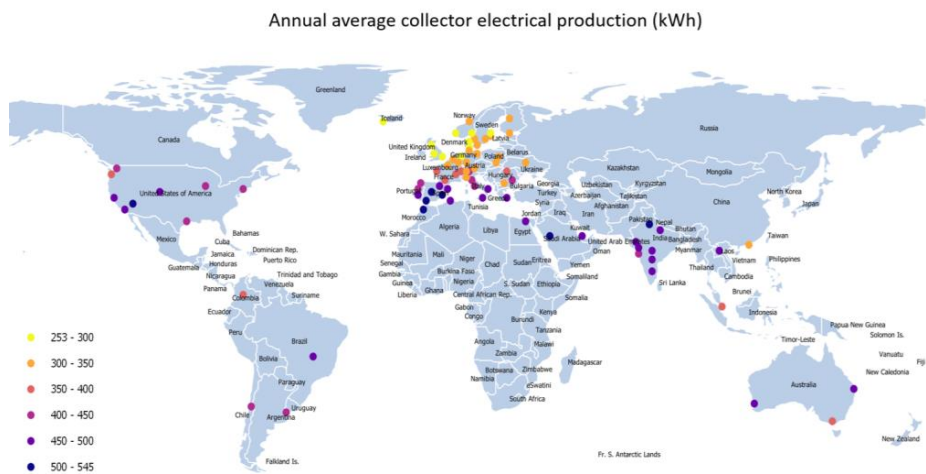 Annual average collector electrical production (kWh)
Greenland
Iceland
Norway
Sweden
Russia
Canada
United Kingdom
Denmark
Latvia
Ireland
Belarus
Germany
Poland
Luxembourg
Austria
Ukraine
Kazakhstan
France
Hungary
Mongolia
United States of America
Portugal
Italy
Bulgaria
Georgia
Uzbekistan
Kyrgyzstan
North Korea
Greece
Turkey
Azerbaijan
Tajikistan
China
Japan
Tunisia
Syria
Afghanistan
Morocco
Iraq
Iran
Jordan
Pakistan
Nepal
Algeria
Libya
Egypt
Kuwait
Bhutan
Mexico
Bahamas
W. Sahara
Saudi Arabia
United Arab Emirates
India
Bangladesh
Taiwan
Cuba
Dominican Rep.
Mauritania
Mali
Niger
Oman
Myanmar
Laos
Jamaica
Puerto Rico
Senegal
Chad
Sudan
Eritrea
Yemen
Vietnam
Philippines
Guatemala
Honduras
Gambia
Burkina Faso
Thailand
Nicaragua
Trinidad and Tobago
Guinea
Nigeria
S. Sudan
Ethiopia
Somaliland
Cambodia
Panama
Venezuela
Liberia
Ghana
Central African Rep.
Sri Lanka
Brunei
Colombia
Suriname
Somalia
Gabon
Kenya
Indonesia
Ecuador
Congo
Burundi
Papua New Guinea
Peru
Tanzania
Solomon Is.
Brazil
Angola
Malawi
Timor-Leste
Zambia
Vanuatu
Bolivia
Madagascar
Fiji
Botswana
Zimbabwe
New Caledonia
Paraguay
Namibia
eSwatini
Australia
South Africa
Uruguay
Chile
Argentina
New Zealand
Fr. S. Antarctic Lands
Falkland Is.
253 - 300
300 - 350
350 - 400
400 - 450
450 - 500
500 - 545